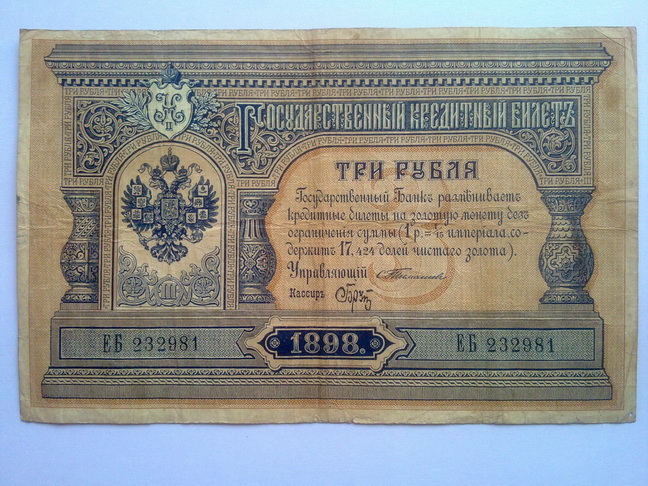 Государственный Кредитный Билетъ
ТРИ РУБЛЯ
Государственный Банкъ размѣниваетъ
кредитные билеты на золотую монету безъ
ограниченія суммы (1 р. = 1/15 имперіала, со-
держитъ 17,424 долей чистаго золота).
Управляющій
Кассиръ
ЕБ 232981
1898.
ЕБ 232981